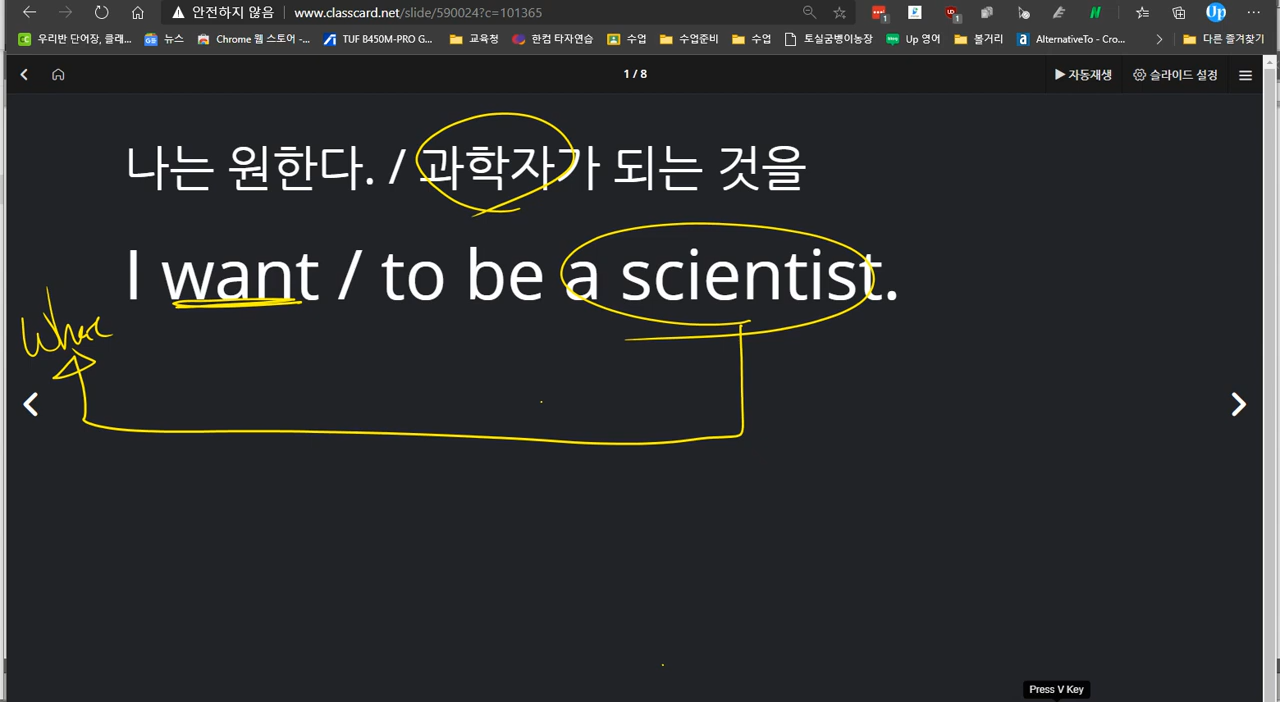 안전하지 않음 www.classcard.net/slide/590024?c=101365
우리반 단어장, 클래... 뉴스 Chrome 웹 스토어 -... TUF B450M-PRO G... 교육정 한컴 타자연습 수업 수업준비 수업 토실굼벵이농장 Up 영어 볼거리 AlternativeTo - Cro... 다른 즐겨찾기
1 / 8 자동재생 슬라이드 설정
나는 원한다. / 과학자가 되는 것을
I want / to be a scientist.
What
Press V Key